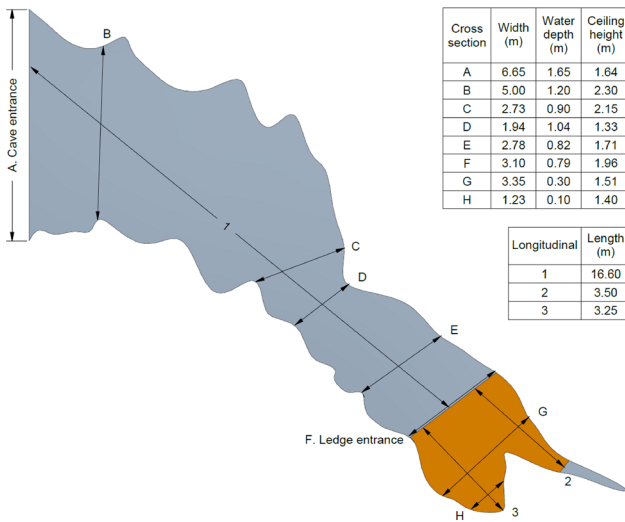 A. Cave entrance
B
1
C
D
E
F. Ledge entrance
G
2
H
3
Cross section Width (m) Water depth (m) Ceiling height (m)
A 6.65 1.65 1.64
B 5.00 1.20 2.30
C 2.73 0.90 2.15
D 1.94 1.04 1.33
E 2.78 0.82 1.71
F 3.10 0.79 1.96
G 3.35 0.30 1.51
H 1.23 0.10 1.40
Longitudinal Length (m)
1 16.60
2 3.50
3 3.25